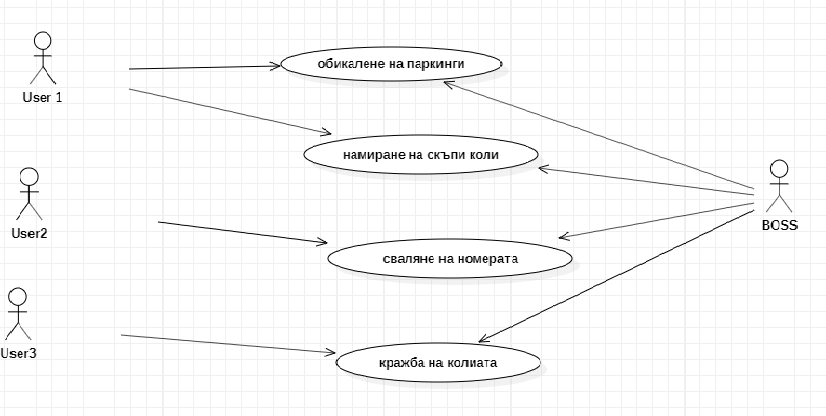 обикалене на паркинги
User 1
намиране на скъпи коли
BOSS
User2
сваляне на номерата
User3
кражба на колиата